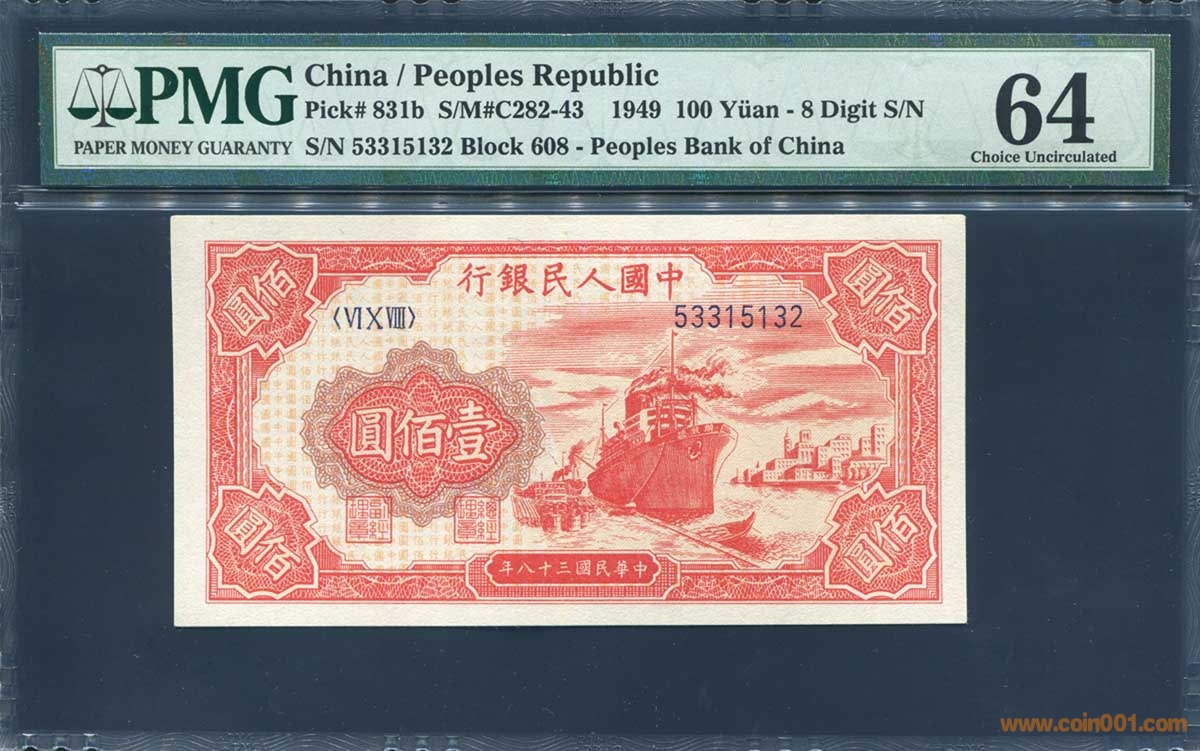 PMG
PAPER MONEY GUARANTY
China / Peoples Republic
Pick# 831b S/M#C282-43 1949 100 Yüan - 8 Digit S/N
S/N 53315132 Block 608 - Peoples Bank of China
64
Choice Uncirculated
佰圓
中國人民銀行
佰圓
〈VI X VIII〉
53315132
壹佰圓
佰圓
中華民國三十八年
佰圓
www.coin001.com